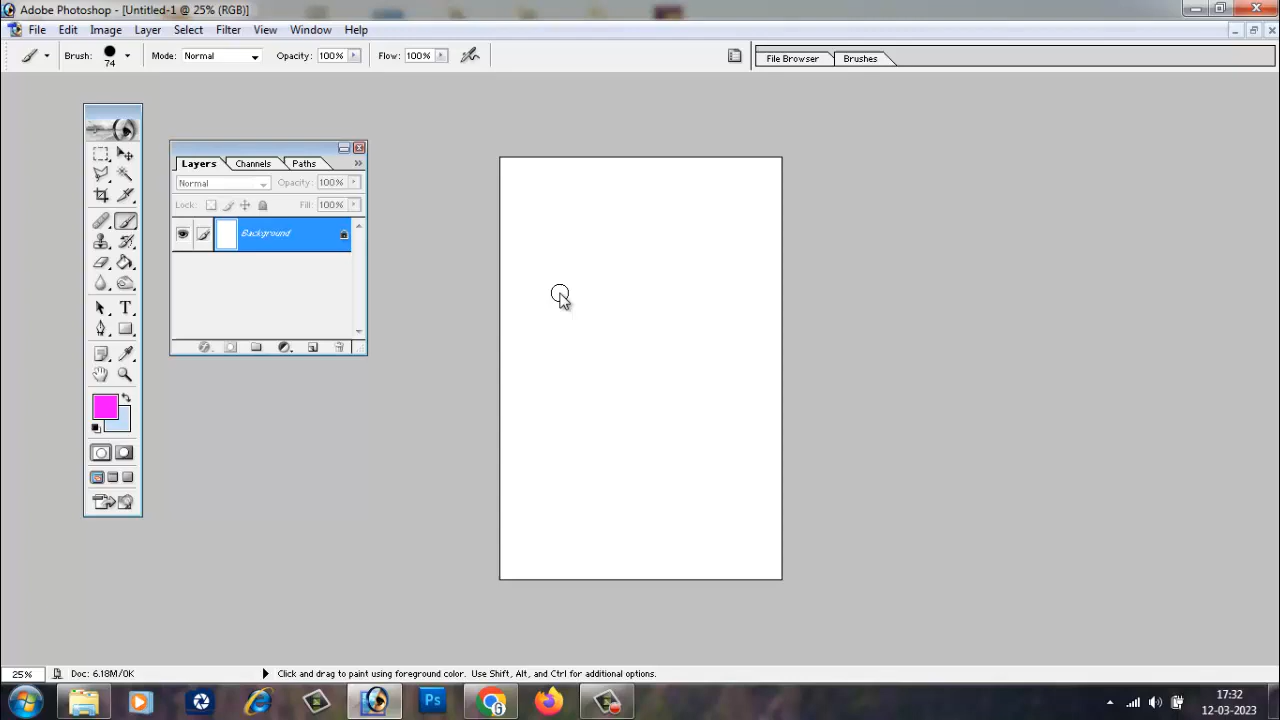 Adobe Photoshop - [Untitled-1 @ 25% (RGB)]
File Edit Image Layer Select Filter View Window Help
Brush: 74 Mode: Normal Opacity: 100% Flow: 100% File Browser Brushes
Layers Channels Paths
Normal Opacity: 100%
Lock: Fill: 100%
Background
T
25% Doc: 6.18M/0K Click and drag to paint using foreground color. Use Shift, Alt, and Ctrl for additional options.
Ps G 17:32
12-03-2023